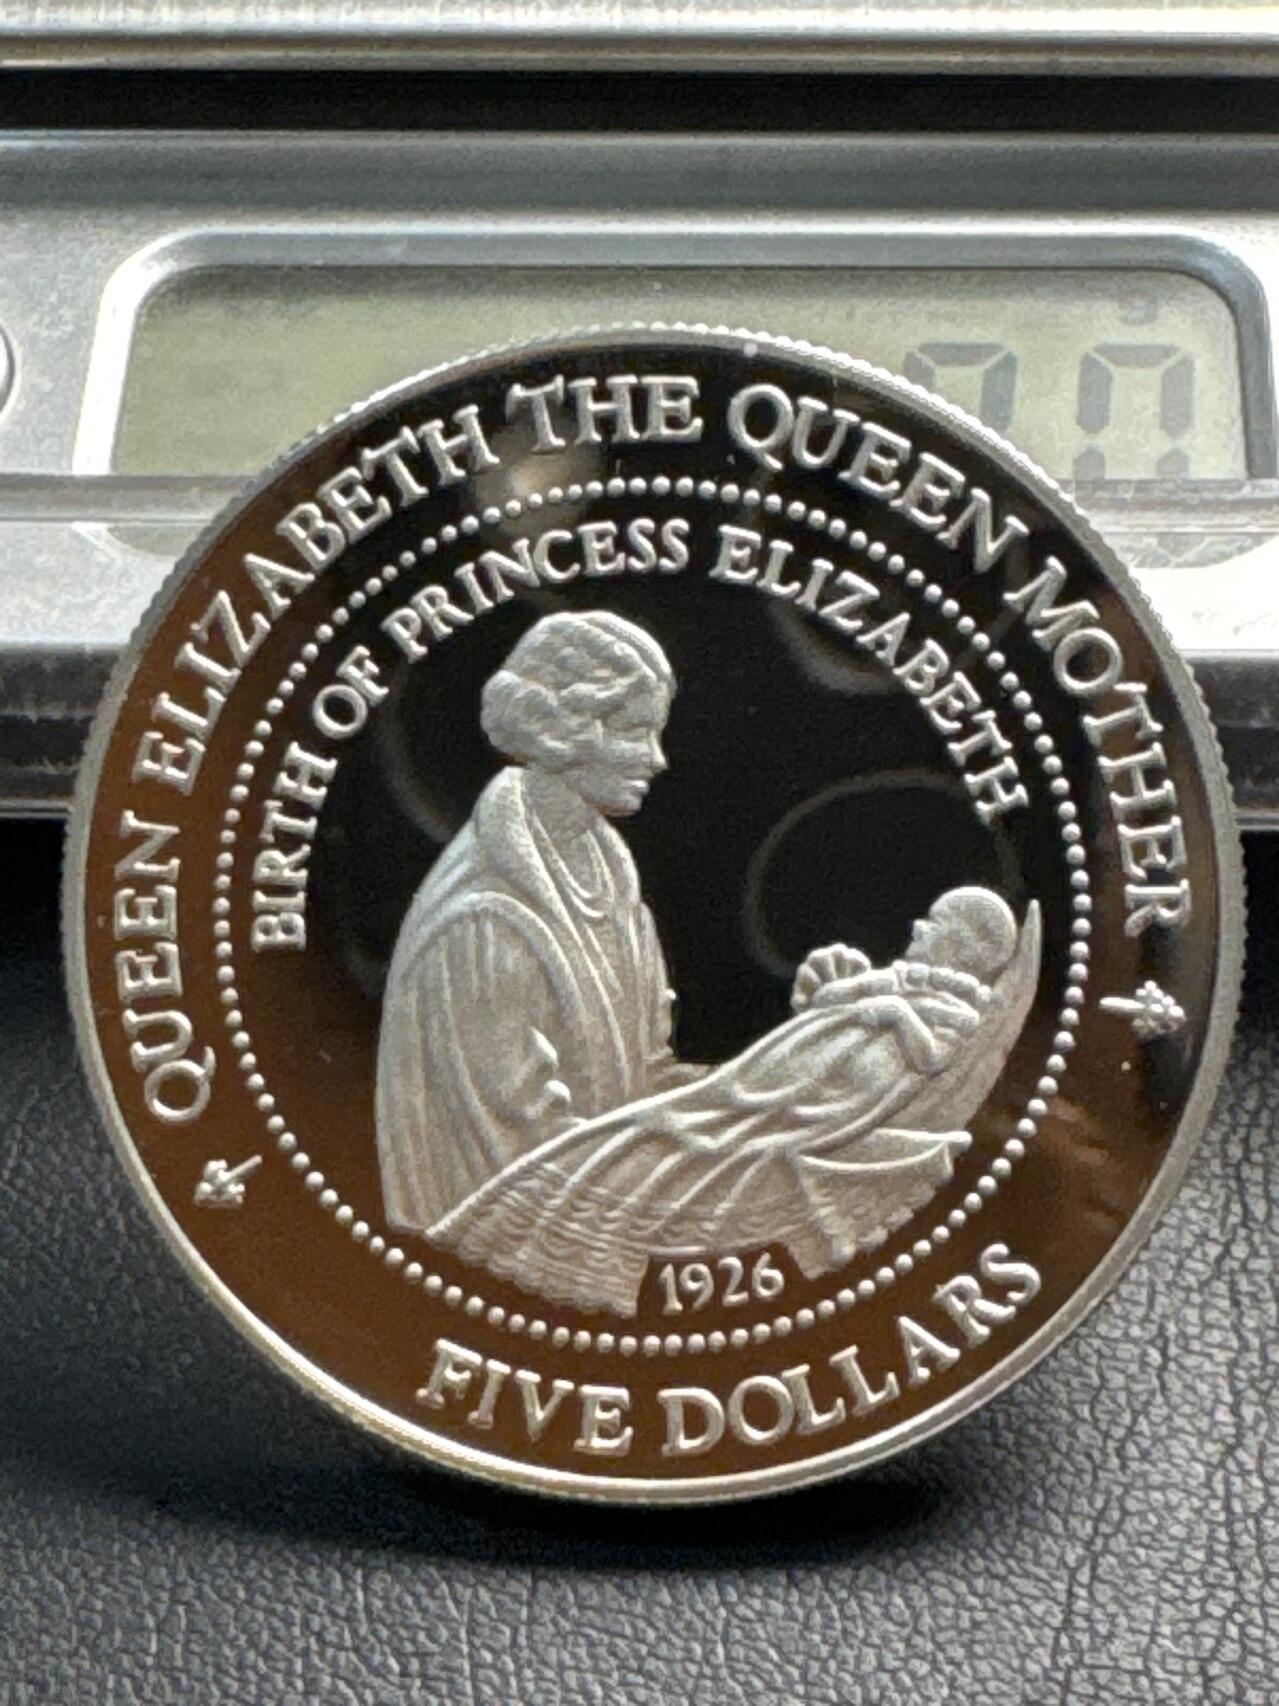 QUEEN ELIZABETH THE QUEEN MOTHER
BIRTH OF PRINCESS ELIZABETH
1926
FIVE DOLLARS